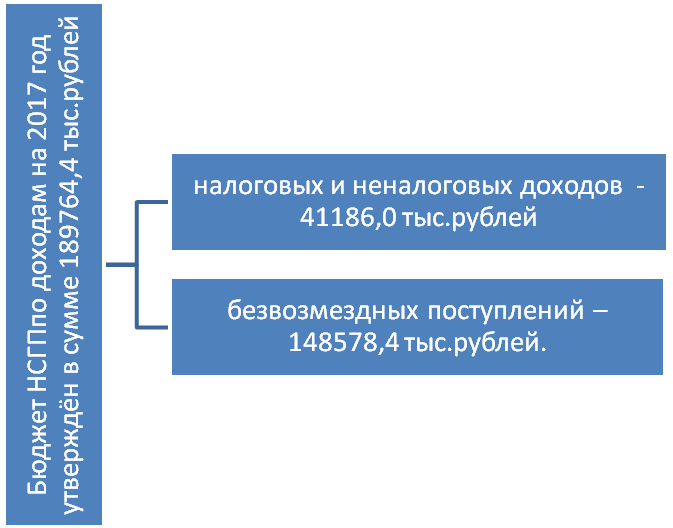 Бюджет НСГПпо доходам на 2017 год
утверждён в сумме 189764,4 тыс.рублей
налоговых и неналоговых доходов -
41186,0 тыс.рублей
безвозмездных поступлений –
148578,4 тыс.рублей.